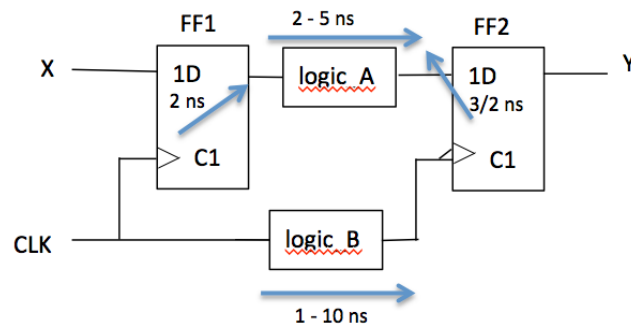 FF1
2 - 5 ns
FF2
X
1D
2 ns
C1
logic_A
1D
3/2 ns
C1
Y
CLK
logic_B
1 - 10 ns